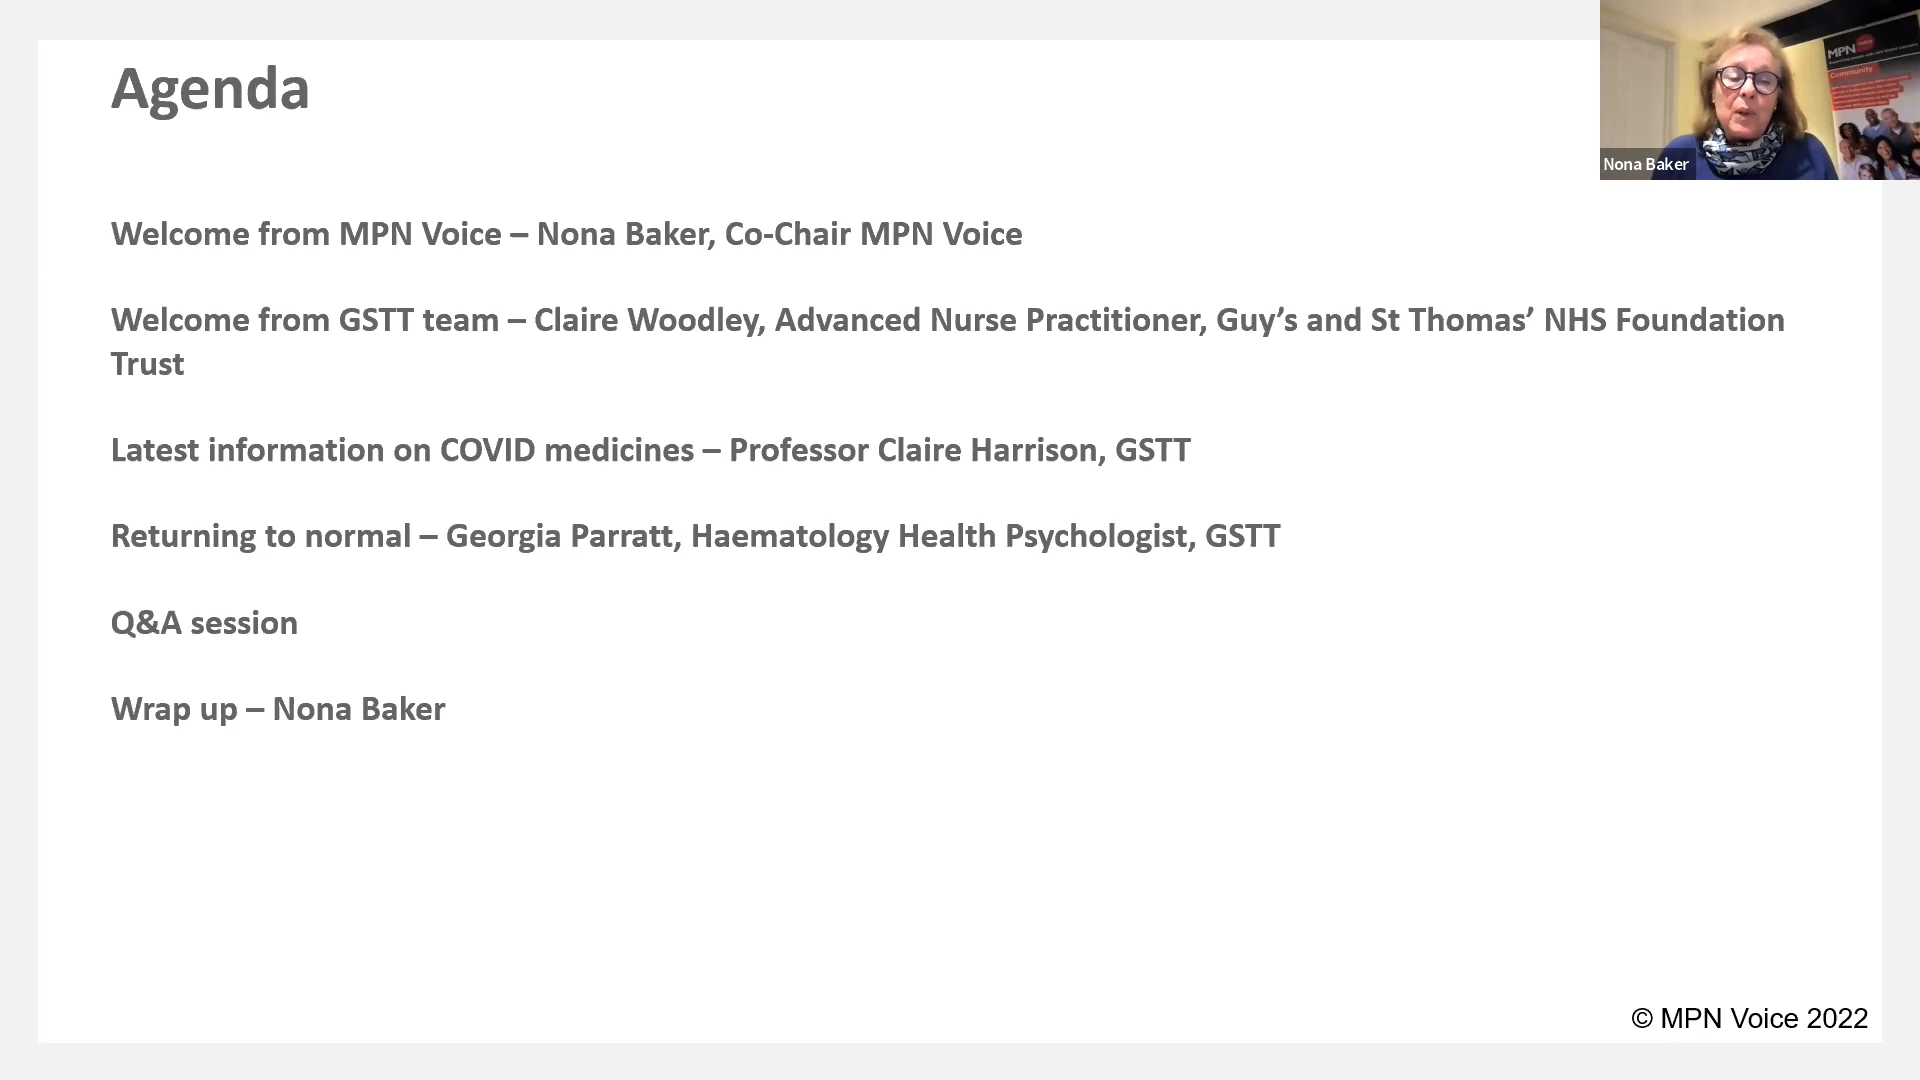 Agenda
Welcome from MPN Voice – Nona Baker, Co-Chair MPN Voice
Welcome from GSTT team – Claire Woodley, Advanced Nurse Practitioner, Guy’s and St Thomas’ NHS Foundation
Trust
Latest information on COVID medicines – Professor Claire Harrison, GSTT
Returning to normal – Georgia Parratt, Haematology Health Psychologist, GSTT
Q&A session
Wrap up – Nona Baker
MPN
Community
Nona Baker
© MPN Voice 2022